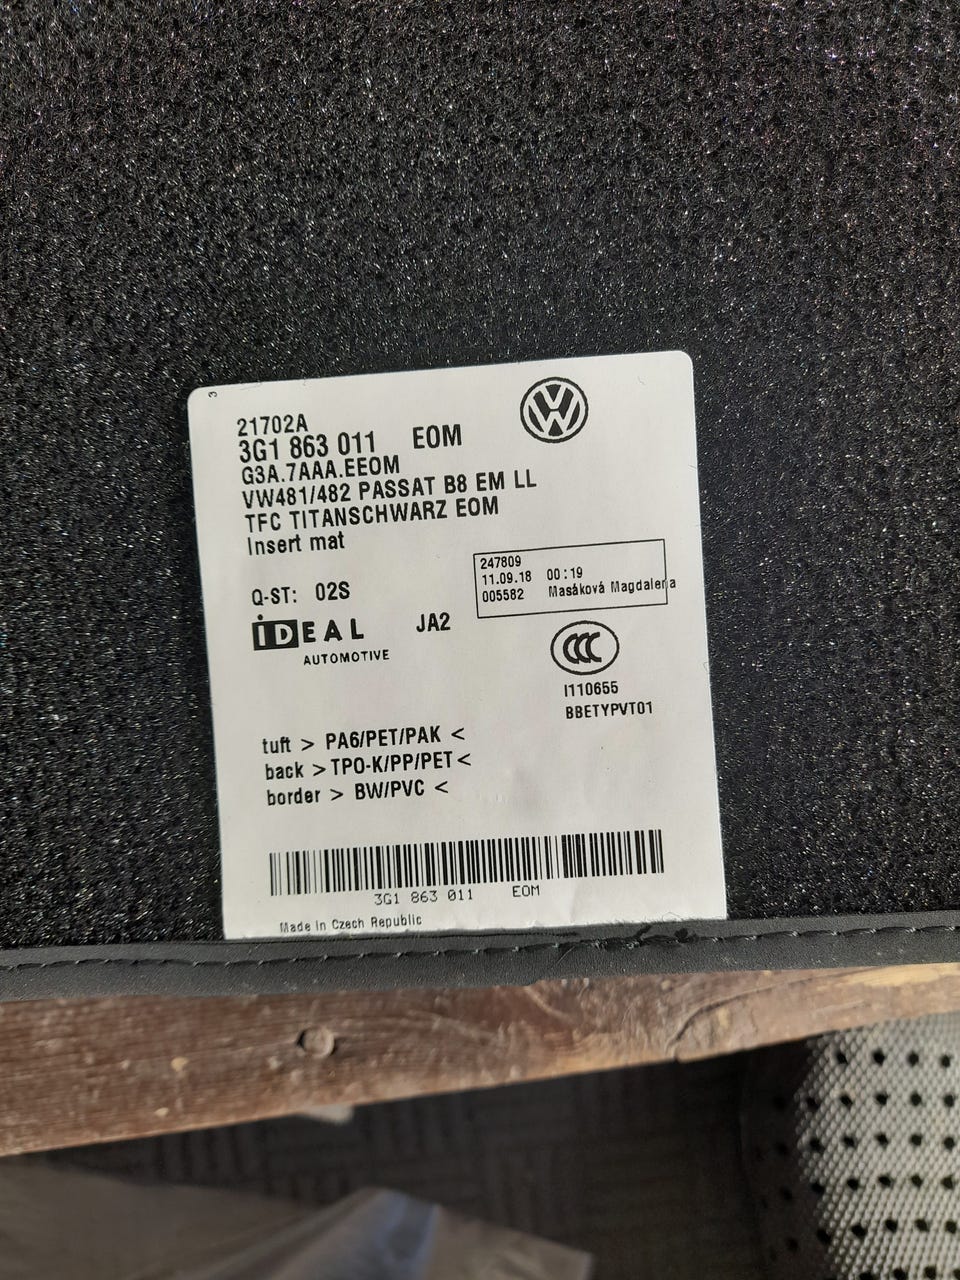 3
21702A
3G1 863 011 EOM
G3A.7AAA.EEOM
VW481/482 PASSAT B8 EM LL
TFC TITANSCHWARZ EOM
Insert mat
247809
11.09.18 00:19
005582 Masáková Magdalena
Q-ST: 02S
IDEAL JA2
AUTOMOTIVE
CCC
I110655
BBETYPVT01
tuft > PA6/PET/PAK <
back > TPO-K/PP/PET <
border > BW/PVC <
3G1 863 011 EOM
Made in Czech Republic